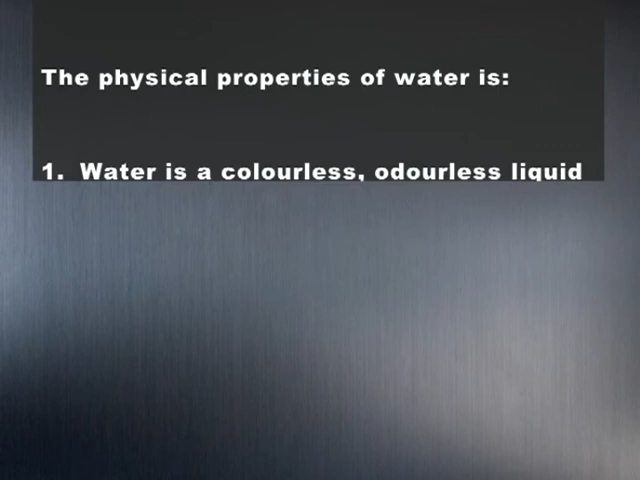 The physical properties of water is:
1. Water is a colourless, odourless liquid